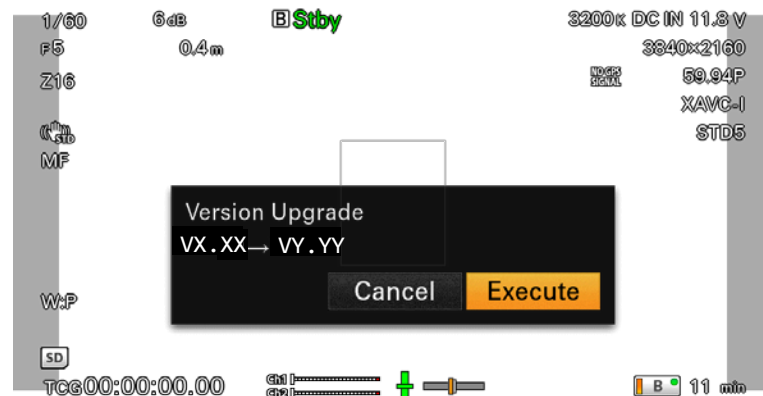 1/60 6dB B Stby 3200K DC IN 11.8 V
F5 0.4m 3840×2160
Z16 NO GPS SIGNAL 59.94P
XAVC-I
STD STD5
MF
Version Upgrade
VX.XX→ VY.YY
Cancel Execute
W:P
SD
TCG00:00:00.00 Ch1 B 11 min
Ch2